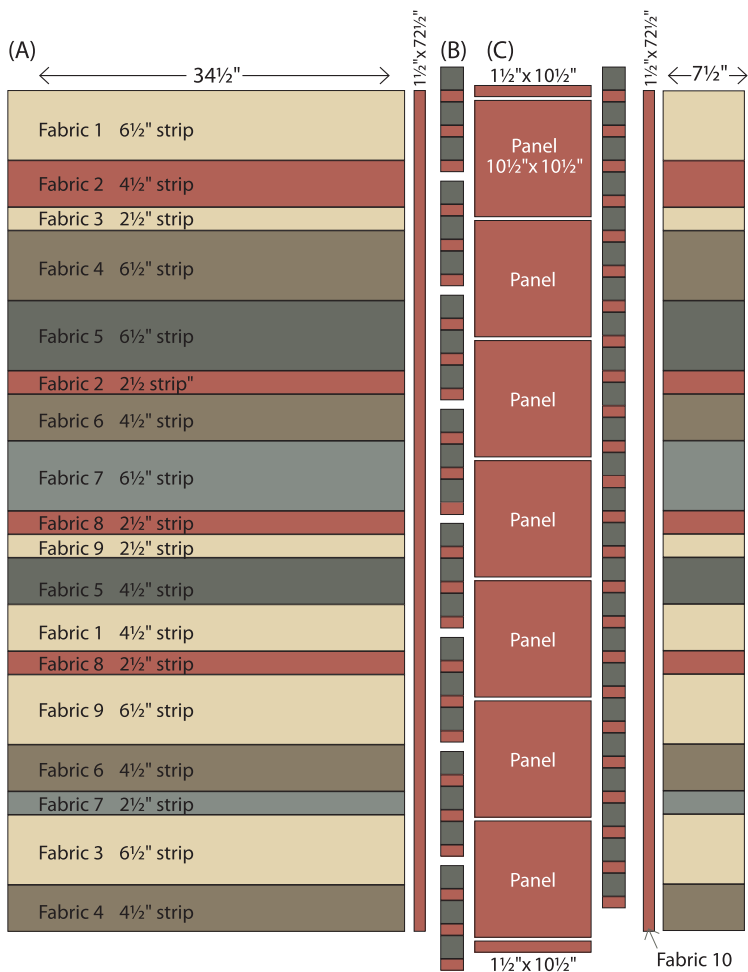 (A)
34½"
1½"x 72½"
(B)
(C)
1½"x 10½"
1½"x 72½"
7½"
Fabric 1 6½" strip
Fabric 2 4½" strip
Fabric 3 2½" strip
Fabric 4 6½" strip
Fabric 5 6½" strip
Fabric 2 2½ strip"
Fabric 6 4½" strip
Fabric 7 6½" strip
Fabric 8 2½" strip
Fabric 9 2½" strip
Fabric 5 4½" strip
Fabric 1 4½" strip
Fabric 8 2½" strip
Fabric 9 6½" strip
Fabric 6 4½" strip
Fabric 7 2½" strip
Fabric 3 6½" strip
Fabric 4 4½" strip
Panel
10½"x 10½"
Panel
Panel
Panel
Panel
Panel
Panel
1½"x 10½"
Fabric 10